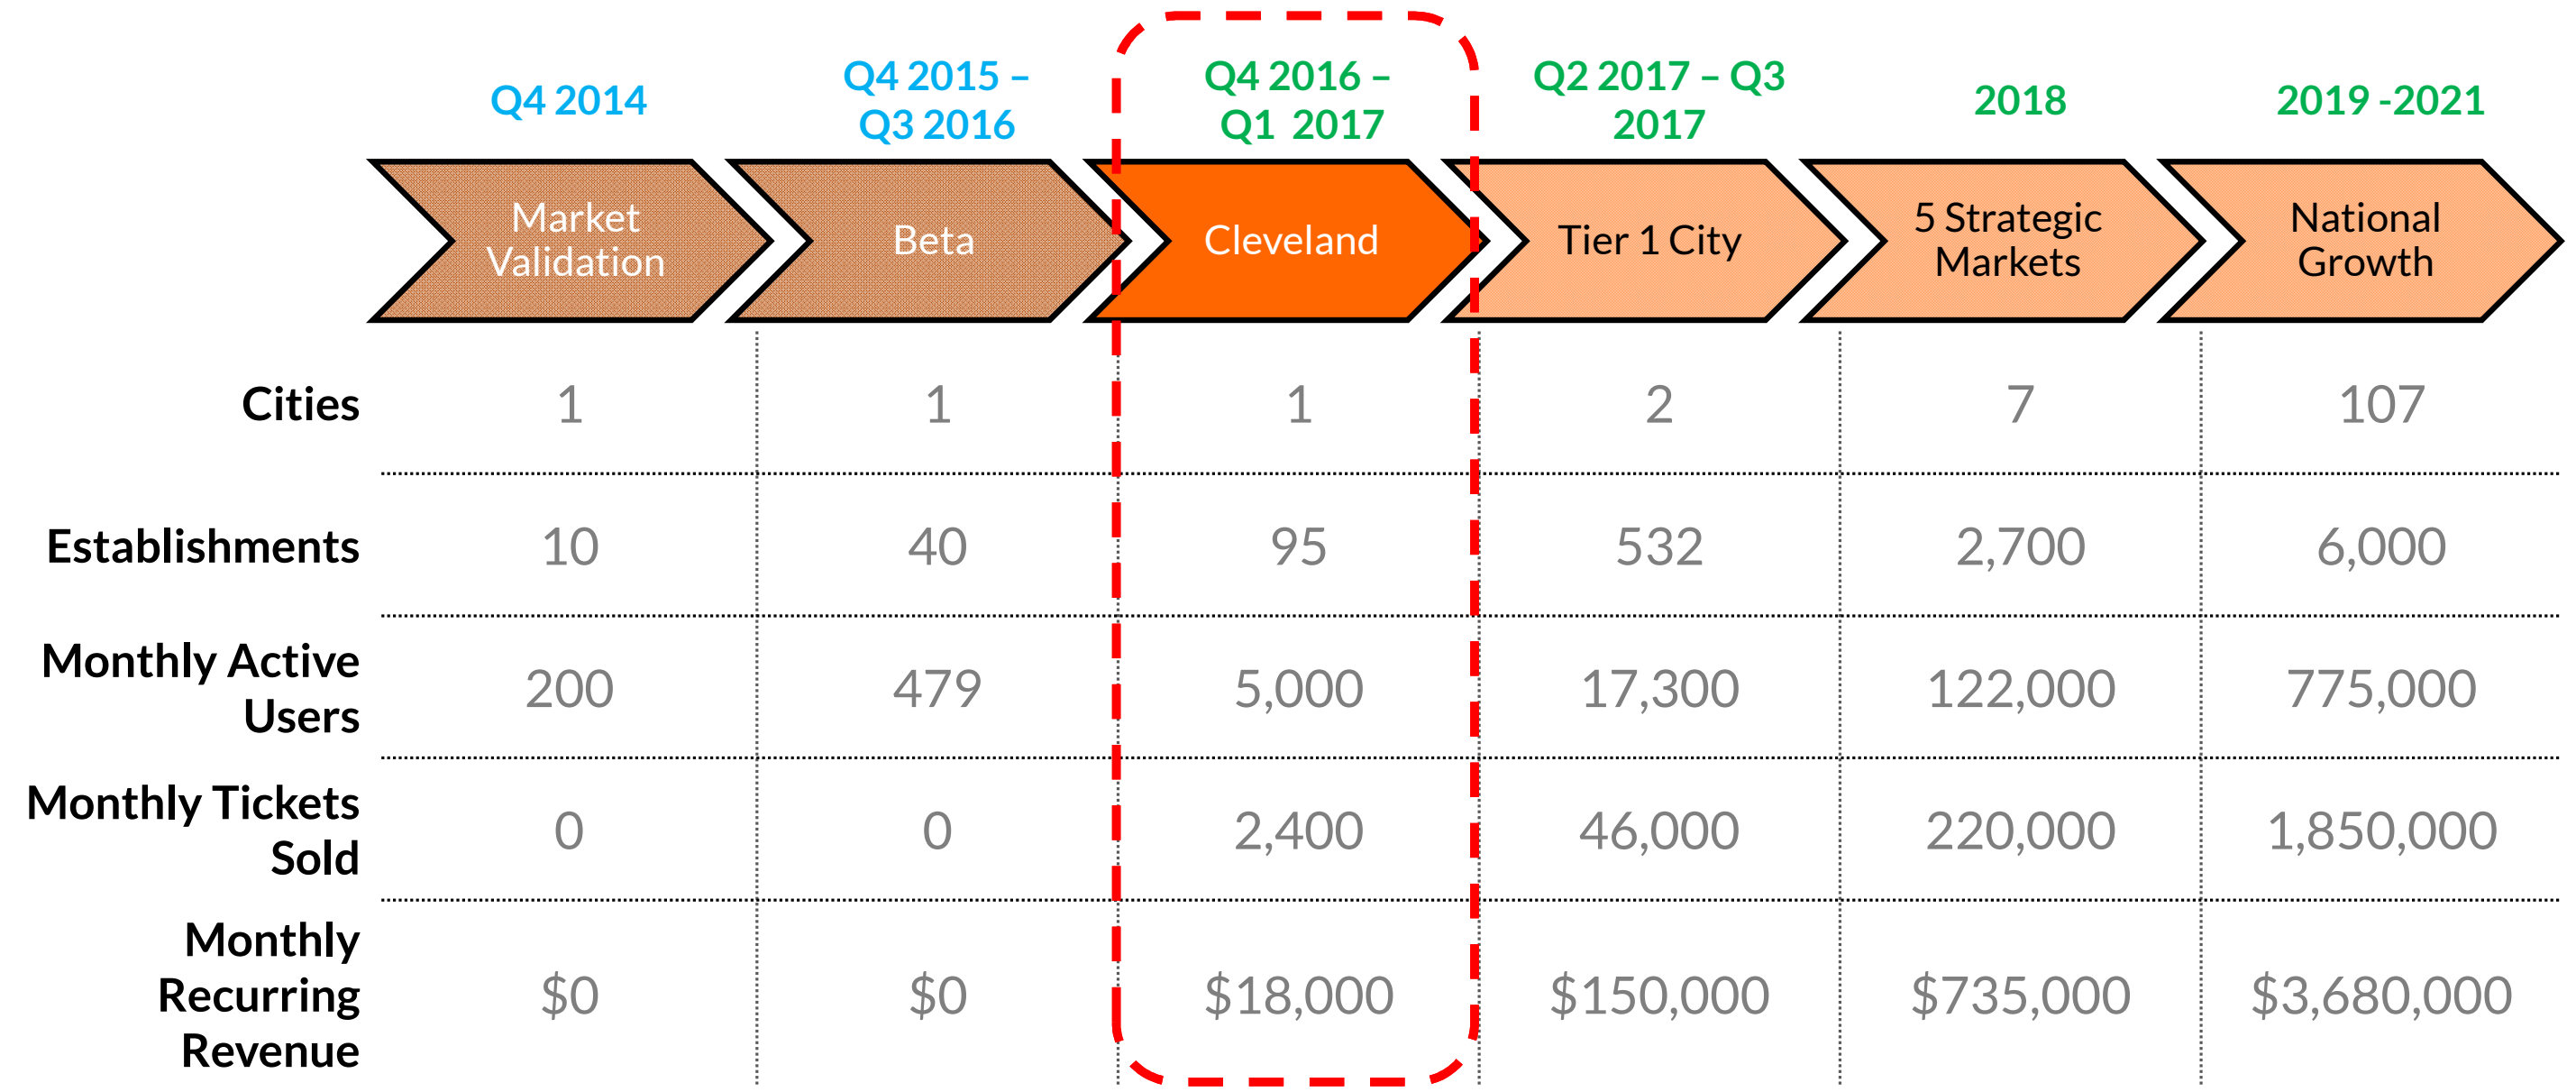 Q4 2014
Q4 2015 –
Q3 2016
Q4 2016 –
Q1 2017
Q2 2017 – Q3
2017
2018
2019 -2021
Market
Validation
Beta
Cleveland
Tier 1 City
5 Strategic
Markets
National
Growth
Cities
1
1
1
2
7
107
Establishments
10
40
95
532
2,700
6,000
Monthly Active
Users
200
479
5,000
17,300
122,000
775,000
Monthly Tickets
Sold
0
0
2,400
46,000
220,000
1,850,000
Monthly
Recurring
Revenue
$0
$0
$18,000
$150,000
$735,000
$3,680,000